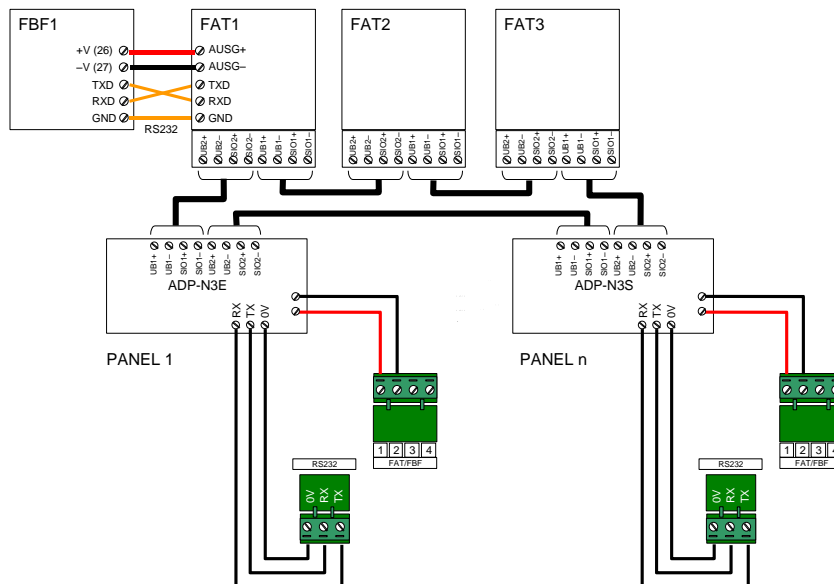 FBF1
FAT1
FAT2
FAT3
+V (26)
AUSG+
–V (27)
AUSG–
TXD
TXD
RXD
RXD
GND
GND
RS232
UB2+
UB2–
SIO2+
SIO2–
UB1+
UB1–
SIO1+
SIO1–
UB2+
UB2–
SIO2+
SIO2–
UB1+
UB1–
SIO1+
SIO1–
UB2+
UB2–
SIO2+
SIO2–
UB1+
UB1–
SIO1+
SIO1–
UB1+
UB1–
SIO1+
SIO1–
UB2+
UB2–
SIO2+
SIO2–
ADP-N3E
RX
TX
0V
PANEL 1
UB1+
UB1–
SIO1+
SIO1–
UB2+
UB2–
SIO2+
SIO2–
ADP-N3S
RX
TX
0V
PANEL n
1 2 3 4
FAT/FBF
1 2 3 4
FAT/FBF
RS232
0V
RX
TX
RS232
0V
RX
TX